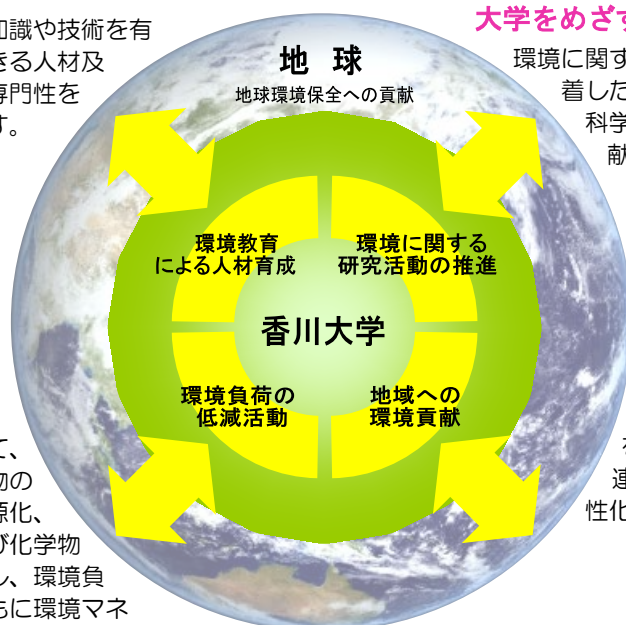 大学をめざす
知識や技術を有
きる人材及
専門性を
す。
環境に関す
着した
科学
献
地 球
地球環境保全への貢献
環境教育
による人材育成
環境に関する
研究活動の推進
香川大学
環境負荷の
低減活動
地域への
環境貢献
て、
物の
源化、
び化学物
し、環境負
もに環境マネ
連
性化